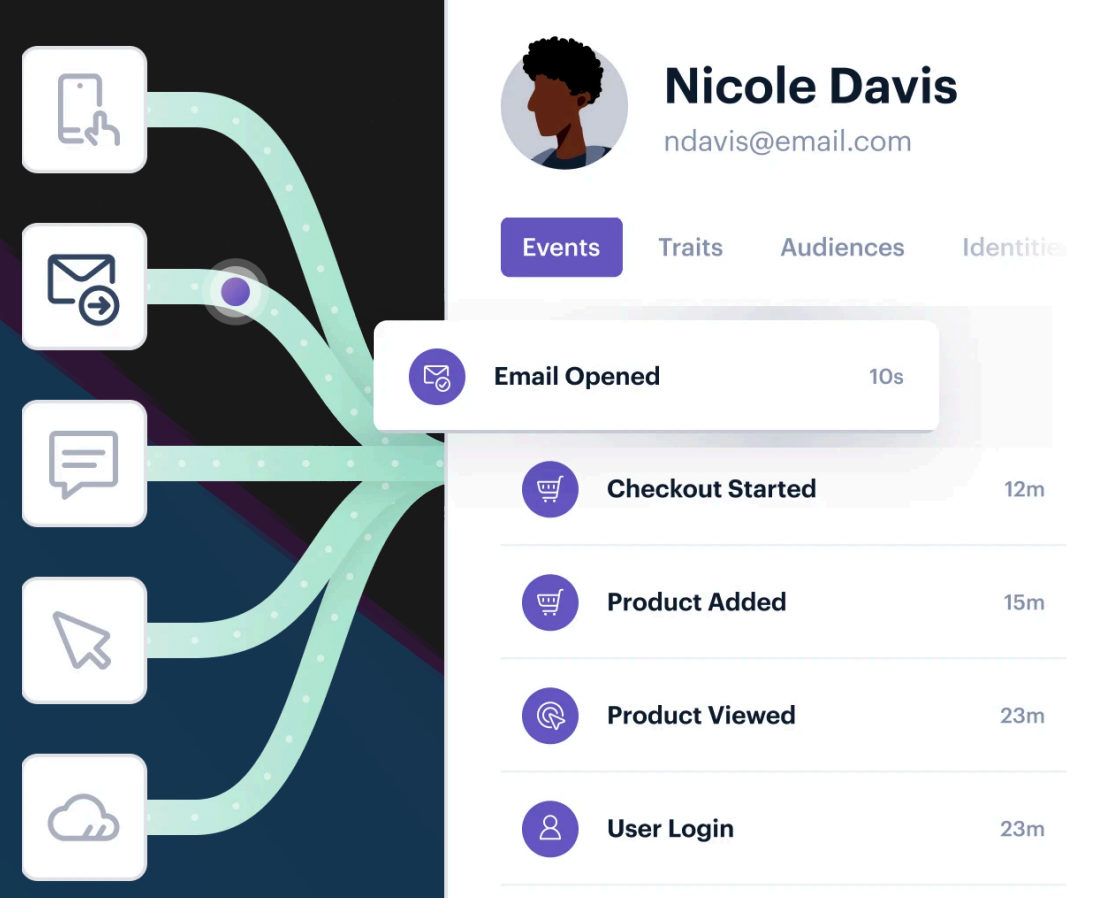 Nicole Davis
ndavis@email.com
Events Traits Audiences Identities
Email Opened 10s
Checkout Started 12m
Product Added 15m
Product Viewed 23m
User Login 23m